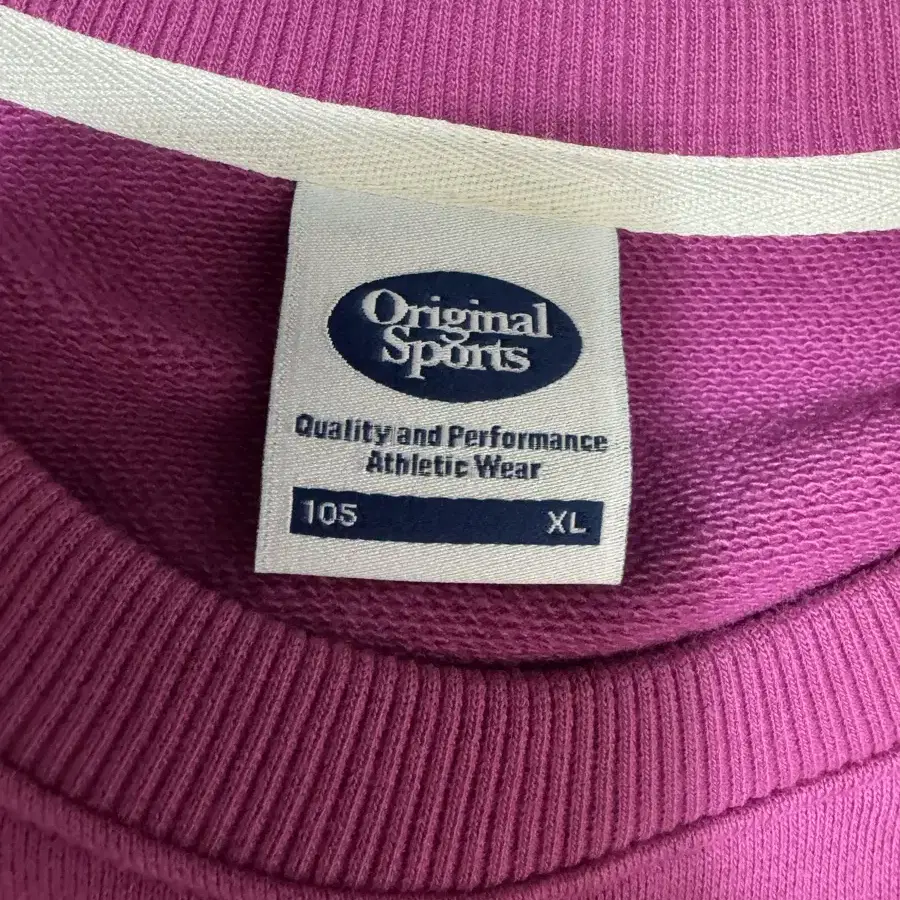 Original
Sports
Quality and Performance
Athletic Wear
105 XL